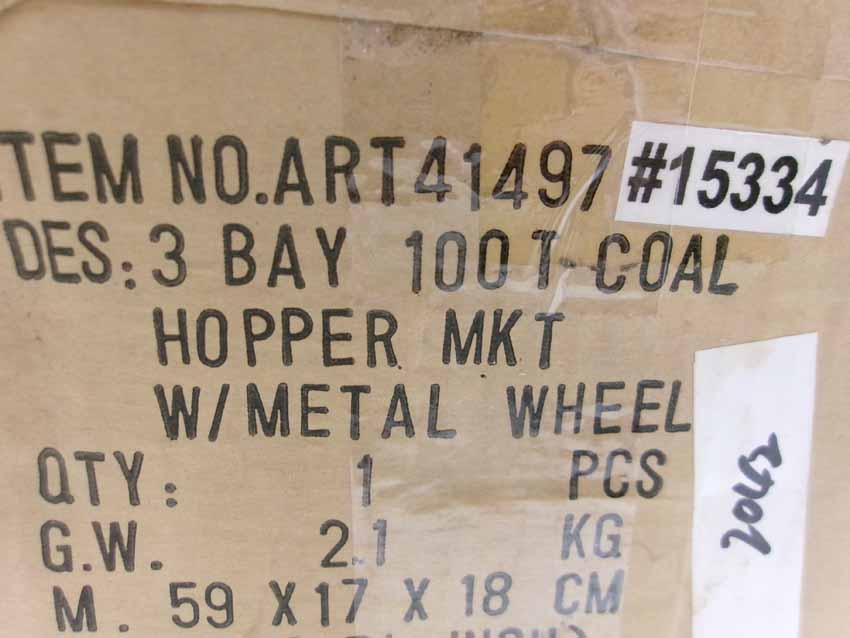 TEM NO.ART41497 #15334
DES: 3 BAY 100T COAL
HOPPER MKT
W/METAL WHEEL
QTY: 1 PCS
G.W. 2.1 KG
M. 59 X 17 X 18 CM